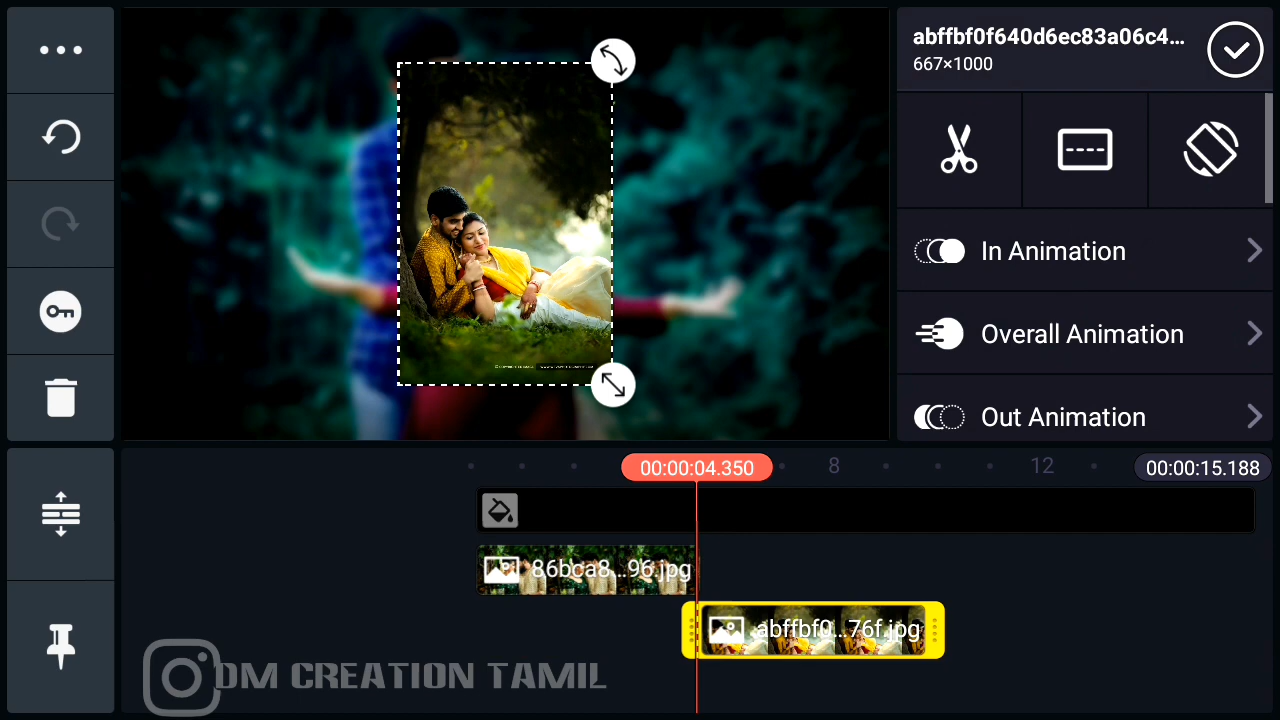 abffbf0f640d6ec83a06c4...
667×1000
In Animation
Overall Animation
Out Animation
00:00:04.350
8
12
00:00:15.188
86bca8...96.jpg
abffbf0...76f.jpg
DM CREATION TAMIL